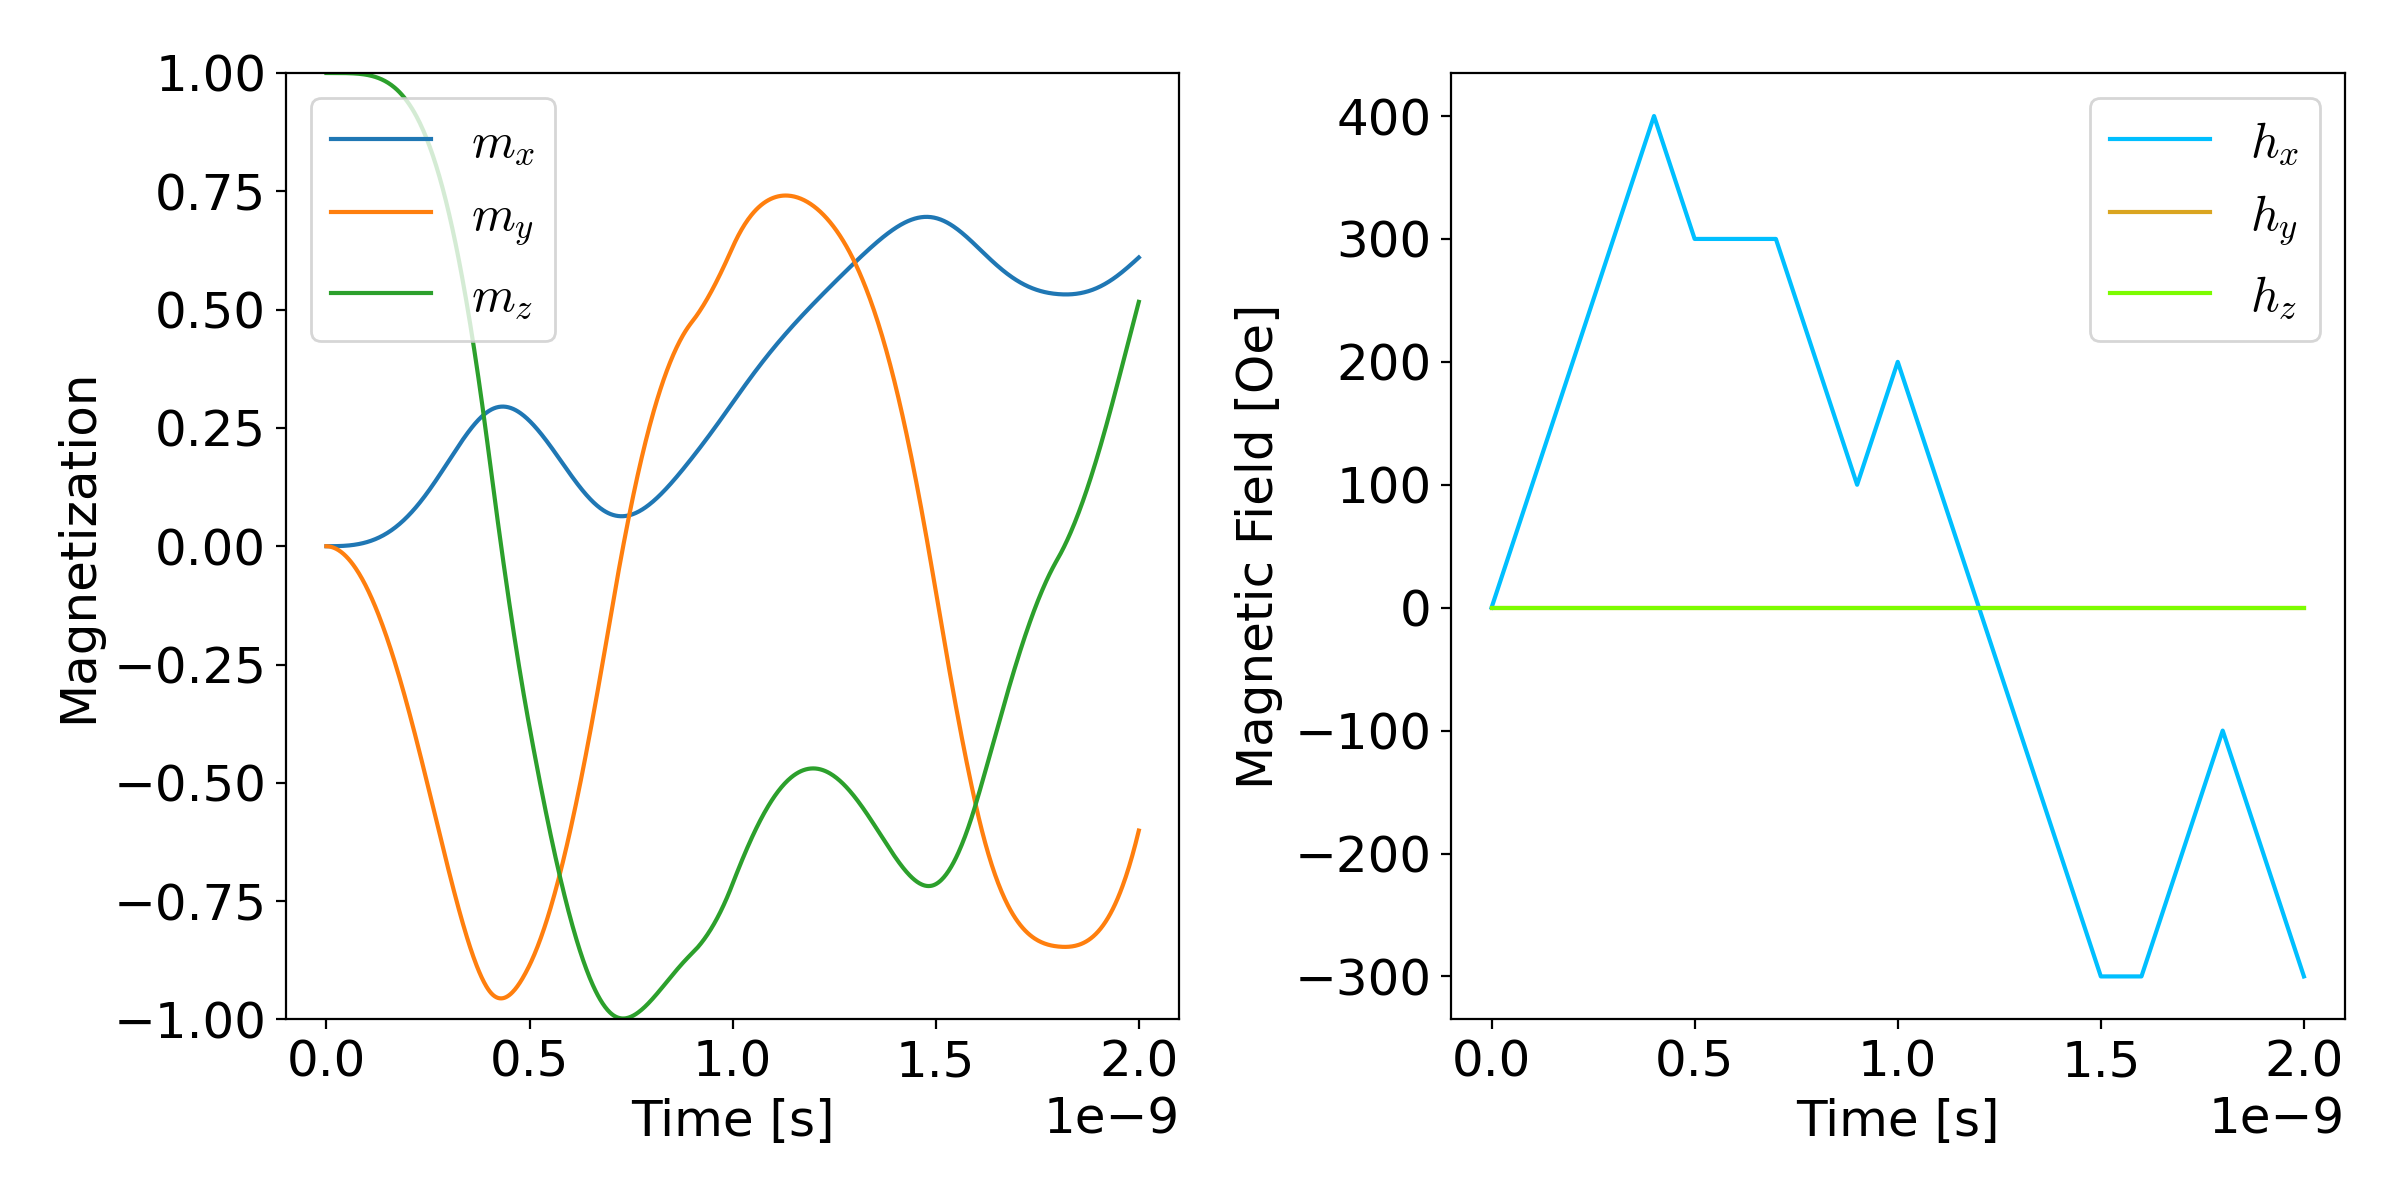 1.00
0.75
0.50
0.25
0.00
−0.25
−0.50
−0.75
−1.00
Magnetization
m_x
m_y
m_z
0.0 0.5 1.0 1.5 2.0
Time [s]
1e−9
400
300
200
100
0
−100
−200
−300
Magnetic Field [Oe]
h_x
h_y
h_z
0.0 0.5 1.0 1.5 2.0
Time [s]
1e−9